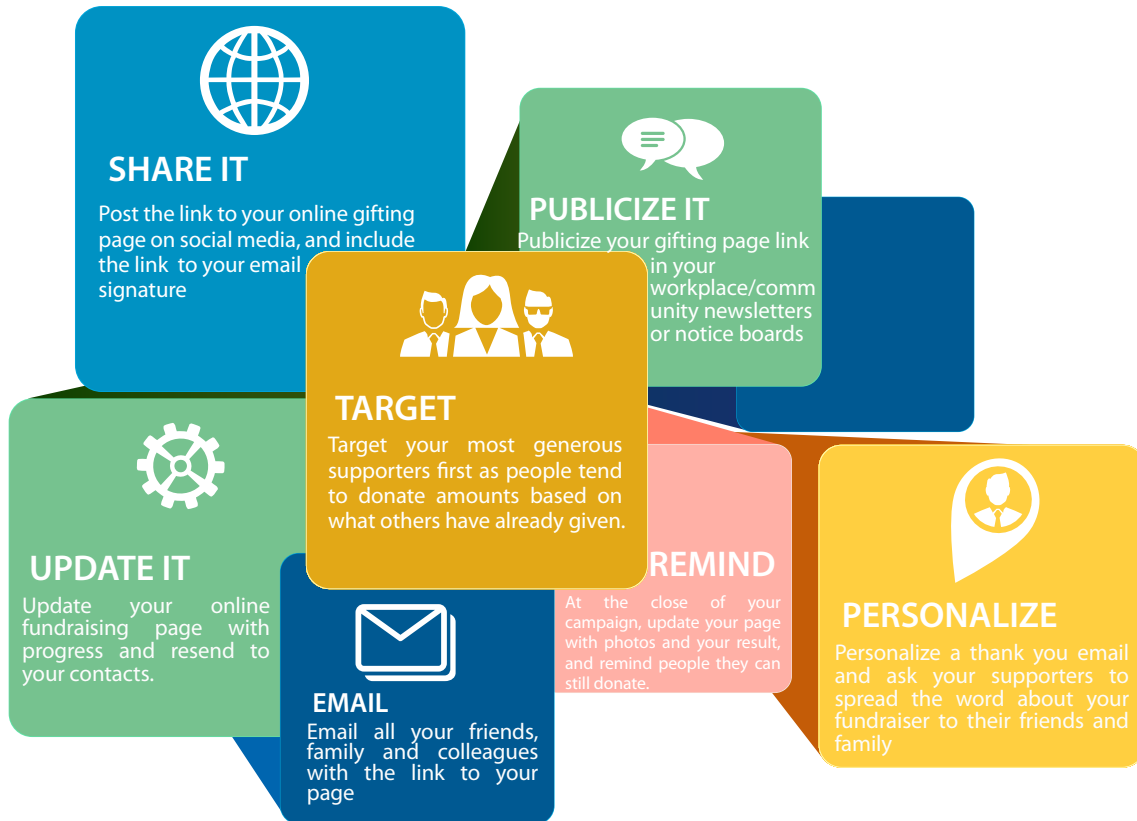 SHARE IT
Post the link to your online gifting
page on social media, and include
the link to your email
signature
PUBLICIZE IT
Publicize your gifting page link
in your
workplace/comm
unity newsletters
or notice boards
TARGET
Target your most generous
supporters first as people tend
to donate amounts based on
what others have already given.
UPDATE IT
Update your online
fundraising page with
progress and resend to
your contacts.
EMAIL
Email all your friends,
family and colleagues
with the link to your
page
REMIND
At the close of your
campaign, update your page
with photos and your result,
and remind people they can
still donate.
PERSONALIZE
Personalize a thank you email
and ask your supporters to
spread the word about your
fundraiser to their friends and
family